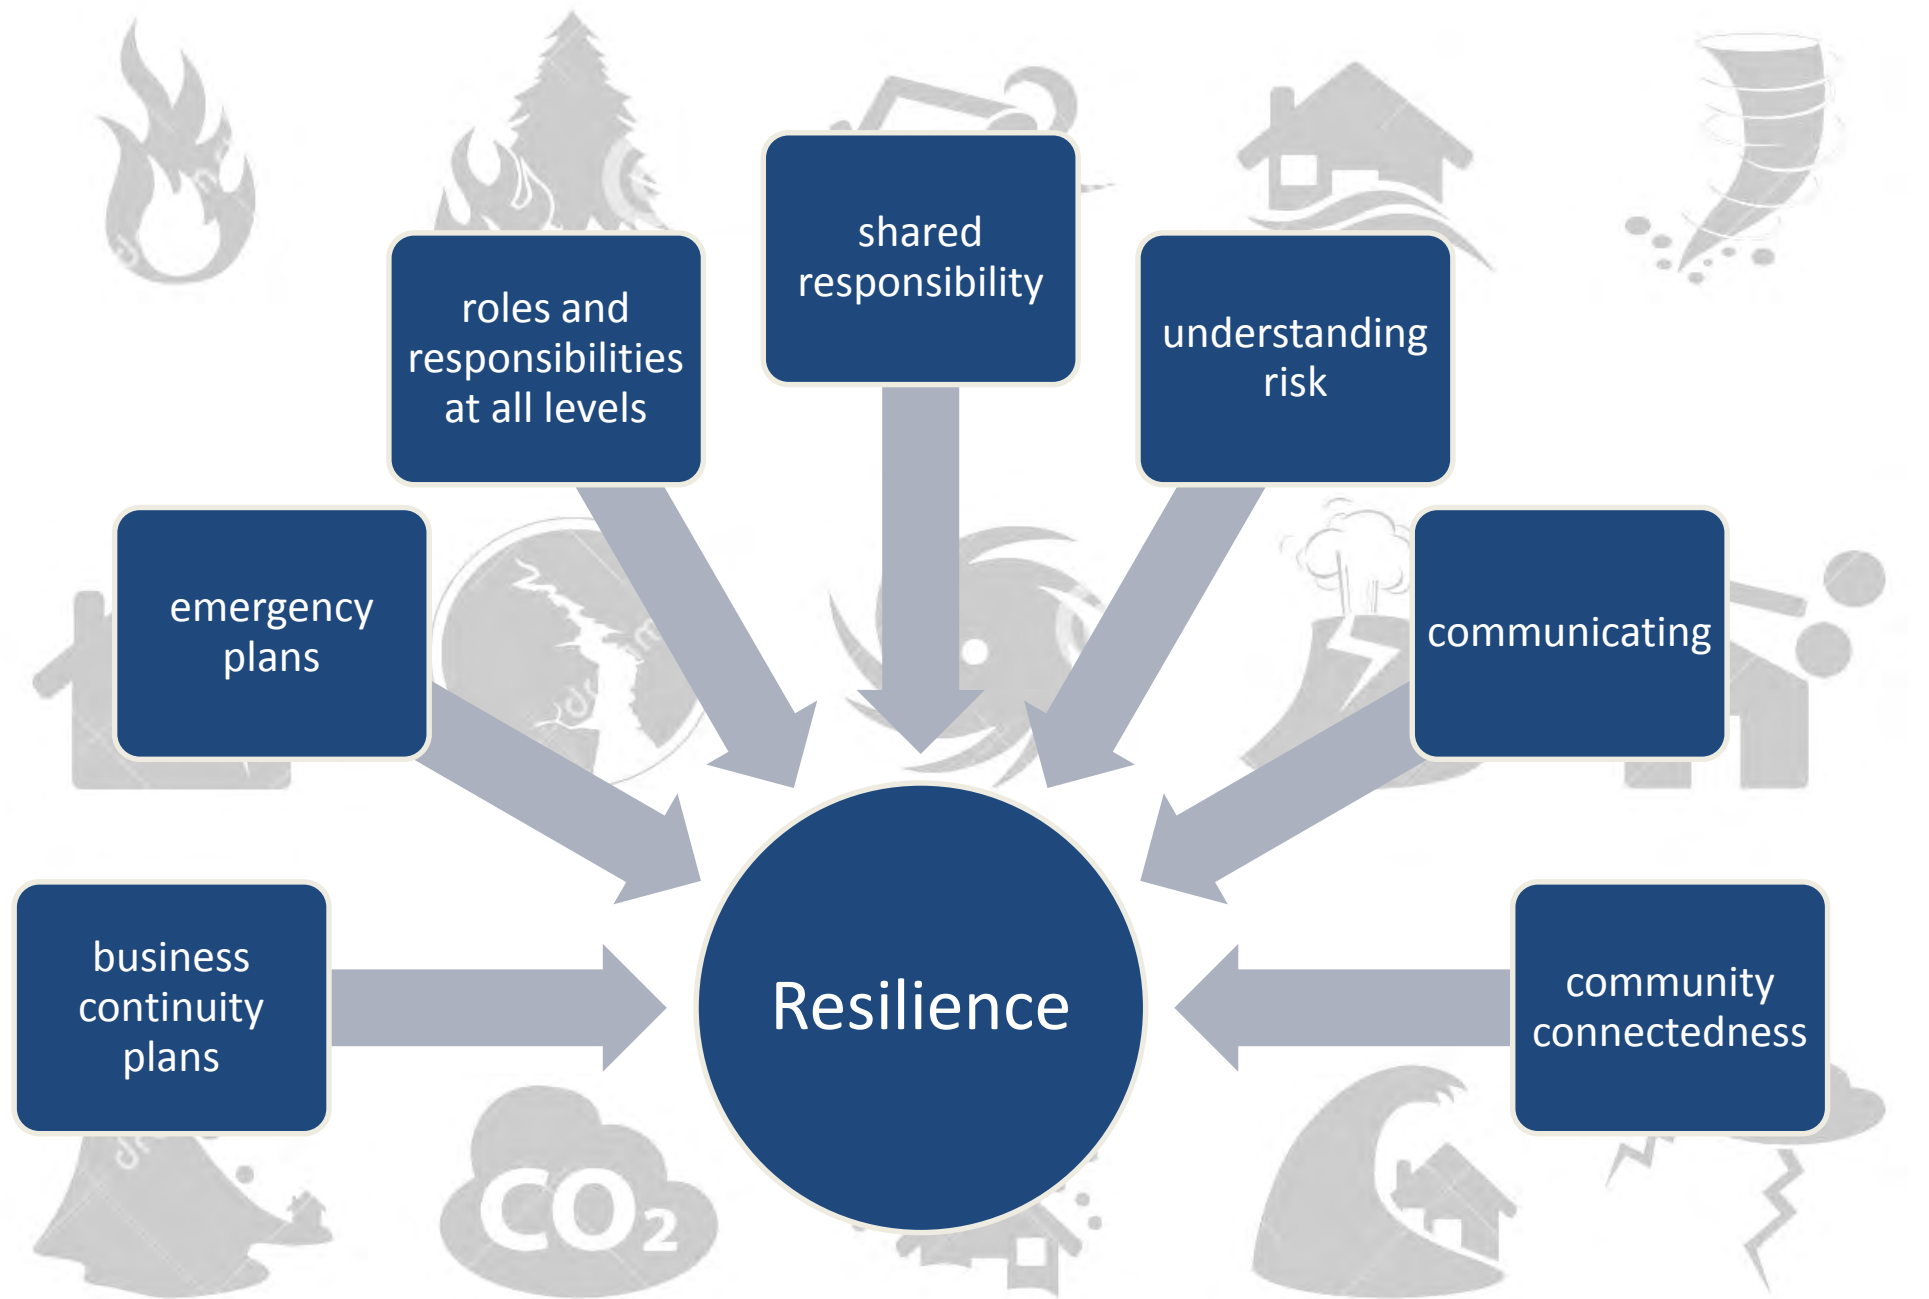 shared
responsibility
roles and
responsibilities
at all levels
understanding
risk
emergency
plans
communicating
business
continuity
plans
Resilience
community
connectedness
CO2